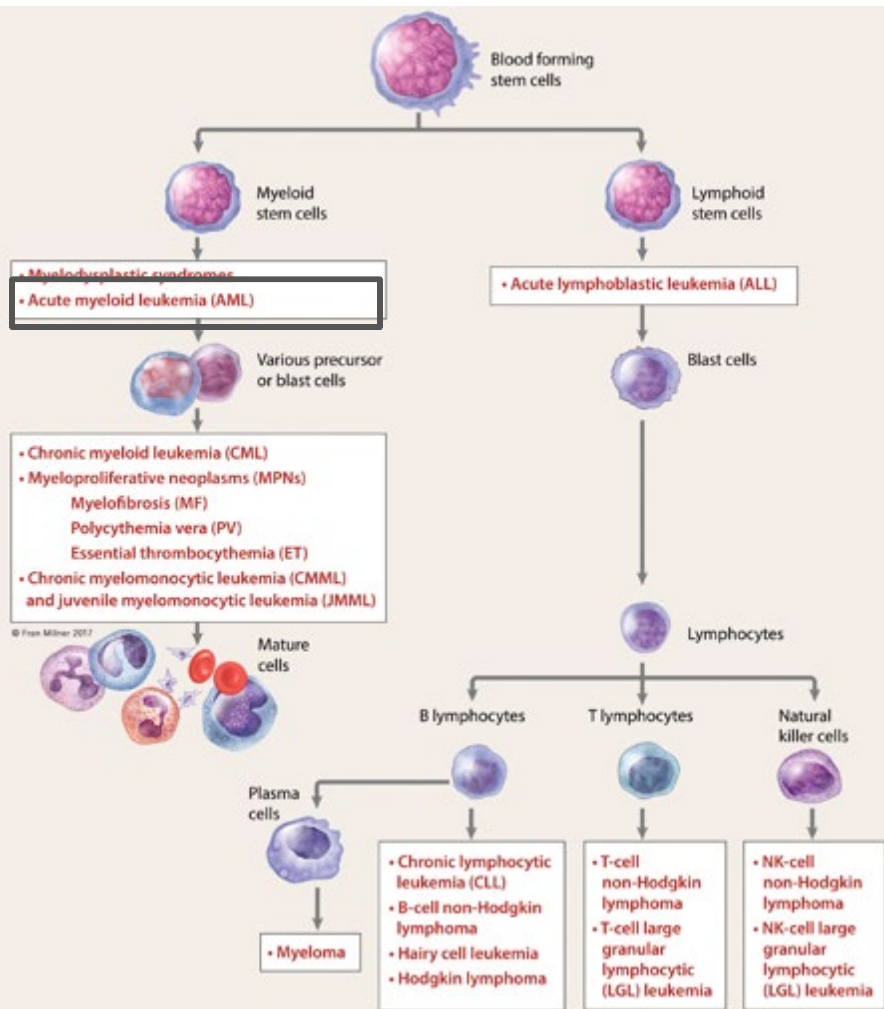 Blood forming
stem cells
Myeloid
stem cells
Lymphoid
stem cells
• Myelodysplastic syndromes
• Acute myeloid leukemia (AML)
• Acute lymphoblastic leukemia (ALL)
Various precursor
or blast cells
Blast cells
• Chronic myeloid leukemia (CML)
• Myeloproliferative neoplasms (MPNs)
Myelofibrosis (MF)
Polycythemia vera (PV)
Essential thrombocythemia (ET)
• Chronic myelomonocytic leukemia (CMML)
and juvenile myelomonocytic leukemia (JMML)
© Fran Milner 2017
Mature
cells
Lymphocytes
B lymphocytes
T lymphocytes
Natural
killer cells
Plasma
cells
• Myeloma
• Chronic lymphocytic
leukemia (CLL)
• B-cell non-Hodgkin
lymphoma
• Hairy cell leukemia
• Hodgkin lymphoma
• T-cell
non-Hodgkin
lymphoma
• T-cell large
granular
lymphocytic
(LGL) leukemia
• NK-cell
non-Hodgkin
lymphoma
• NK-cell large
granular
lymphocytic
(LGL) leukemia